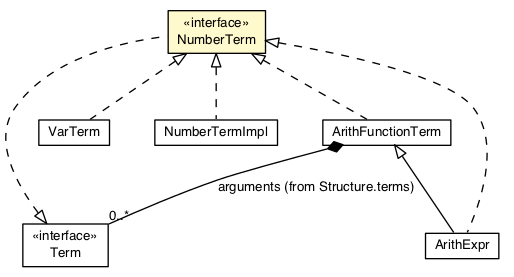 «interface»
NumberTerm
VarTerm
NumberTermImpl
ArithFunctionTerm
arguments (from Structure.terms)
0..*
«interface»
Term
ArithExpr